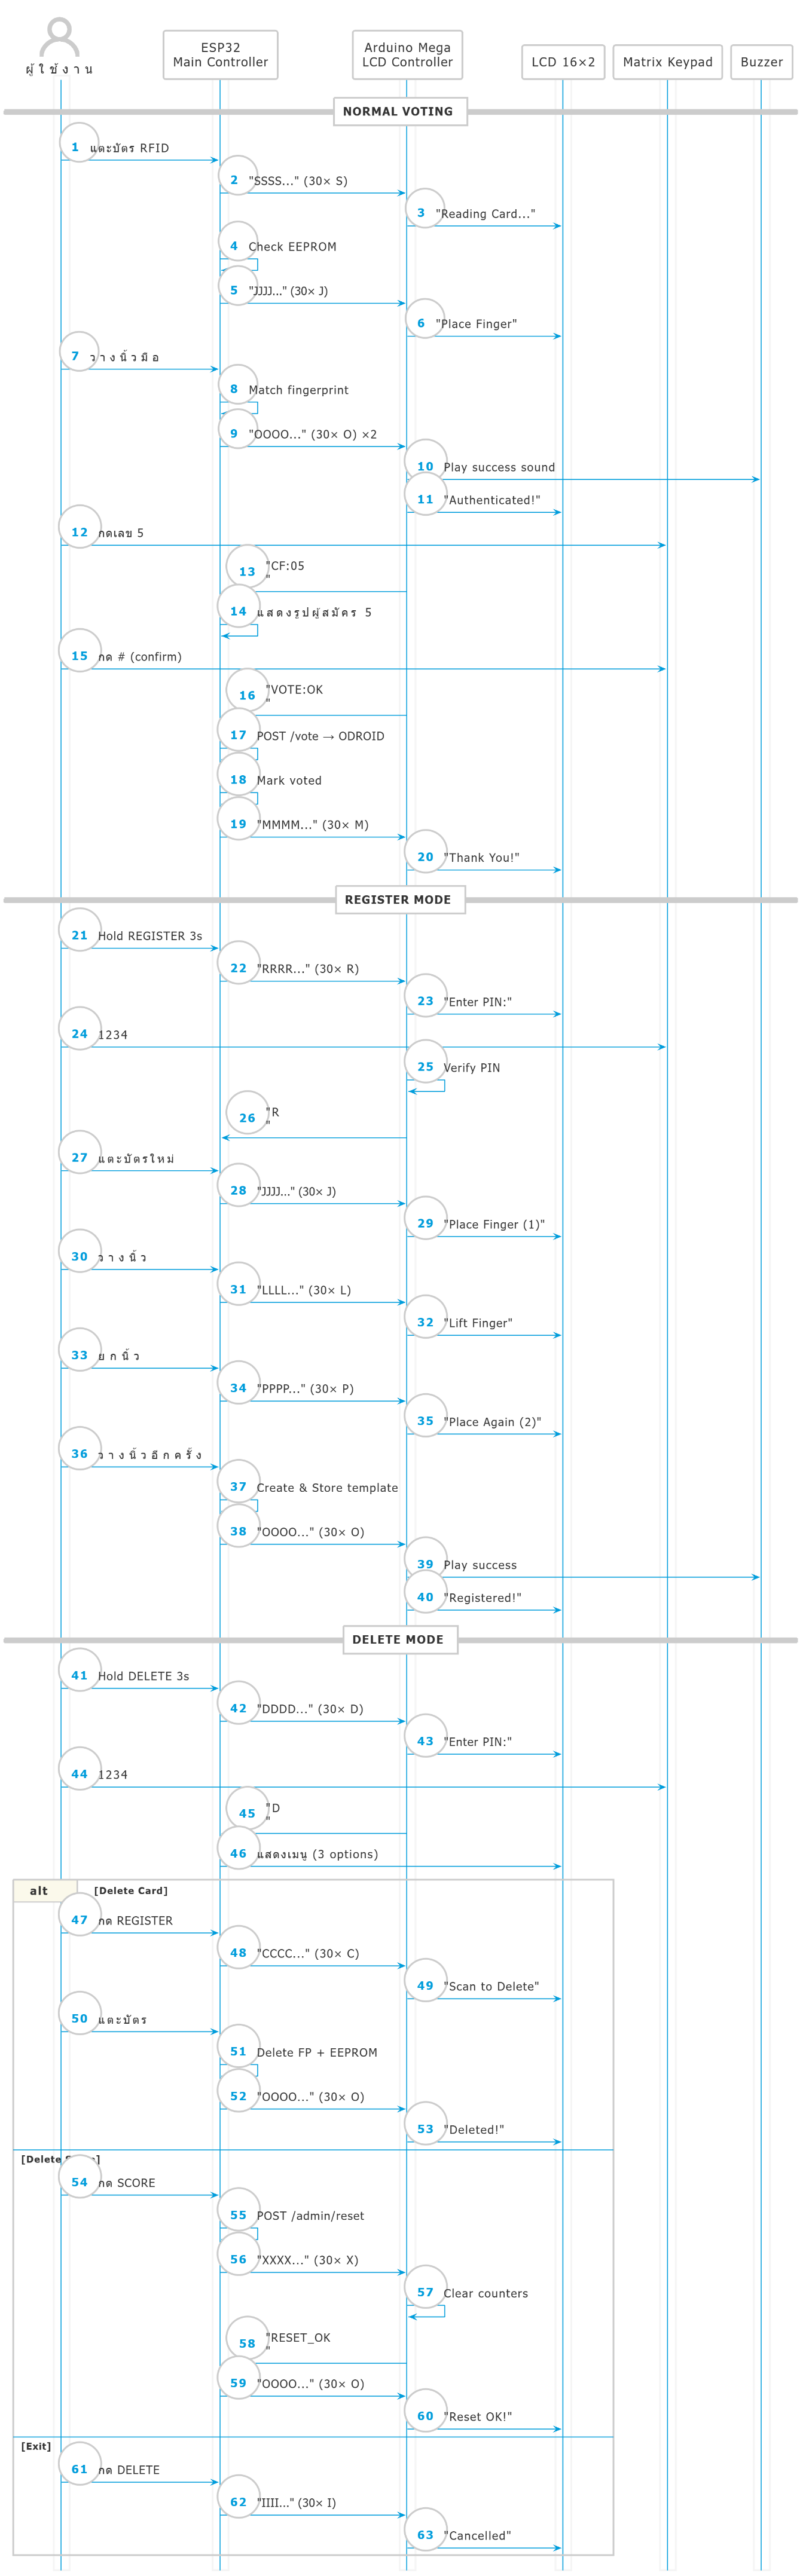 ผู้ใช้งาน
ESP32
Main Controller
Arduino Mega
LCD Controller
LCD 16×2
Matrix Keypad
Buzzer
NORMAL VOTING
1 แตะบัตร RFID
2 "SSSS..." (30× S)
3 "Reading Card..."
4 Check EEPROM
5 "JJJJ..." (30× J)
6 "Place Finger"
7 วางนิ้วมือ
8 Match fingerprint
9 "OOOO..." (30× O) ×2
10 Play success sound
11 "Authenticated!"
12 กดเลข 5
13 "CF:05
"
14 แสดงรูปผู้สมัคร 5
15 กด # (confirm)
16 "VOTE:OK
"
17 POST /vote → ODROID
18 Mark voted
19 "MMMM..." (30× M)
20 "Thank You!"
REGISTER MODE
21 Hold REGISTER 3s
22 "RRRR..." (30× R)
23 "Enter PIN:"
24 1234
25 Verify PIN
26 "R
"
27 แตะบัตรใหม่
28 "JJJJ..." (30× J)
29 "Place Finger (1)"
30 วางนิ้ว
31 "LLLL..." (30× L)
32 "Lift Finger"
33 ยกนิ้ว
34 "PPPP..." (30× P)
35 "Place Again (2)"
36 วางนิ้วอีกครั้ง
37 Create & Store template
38 "OOOO..." (30× O)
39 Play success
40 "Registered!"
DELETE MODE
41 Hold DELETE 3s
42 "DDDD..." (30× D)
43 "Enter PIN:"
44 1234
45 "D
"
46 แสดงเมนู (3 options)
alt [Delete Card]
47 กด REGISTER
48 "CCCC..." (30× C)
49 "Scan to Delete"
50 แตะบัตร
51 Delete FP + EEPROM
52 "OOOO..." (30× O)
53 "Deleted!"
[Delete
54 กด SCORE
55 POST /admin/reset
56 "XXXX..." (30× X)
57 Clear counters
58 "RESET_OK
"
59 "OOOO..." (30× O)
60 "Reset OK!"
[Exit]
61 กด DELETE
62 "IIII..." (30× I)
63 "Cancelled"